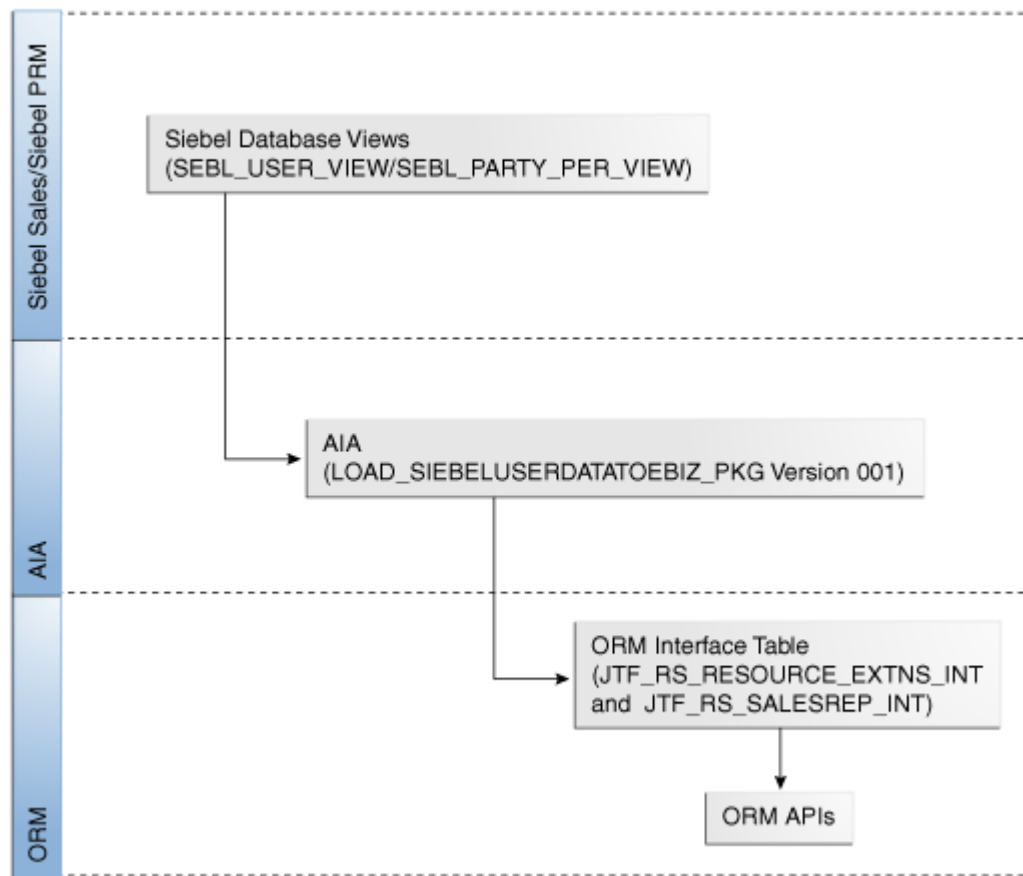 Siebel Sales/Siebel PRM
Siebel Database Views
(SEBL_USER_VIEW/SEBL_PARTY_PER_VIEW)
AIA
AIA
(LOAD_SIEBELUSERDATATOEBIZ_PKG Version 001)
ORM
ORM Interface Table
(JTF_RS_RESOURCE_EXTNS_INT
and JTF_RS_SALESREP_INT)
ORM APIs